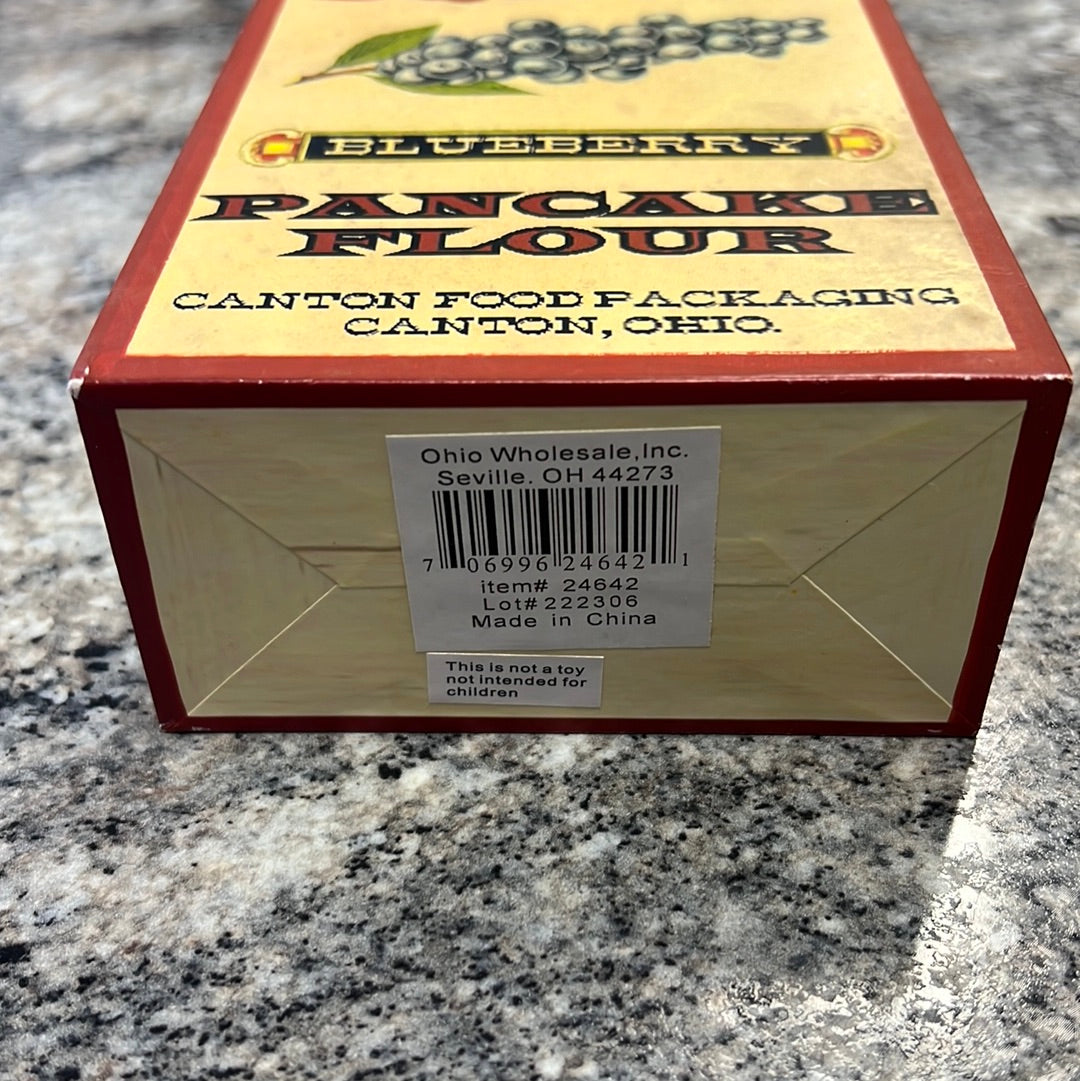 BLUEBERRY
PANCAKE
FLOUR
CANTON FOOD PACKAGING
CANTON, OHIO.
Ohio Wholesale,Inc.
Seville. OH 44273
7 06996 24642 1
item# 24642
Lot# 222306
Made in China
This is not a toy
not intended for
children